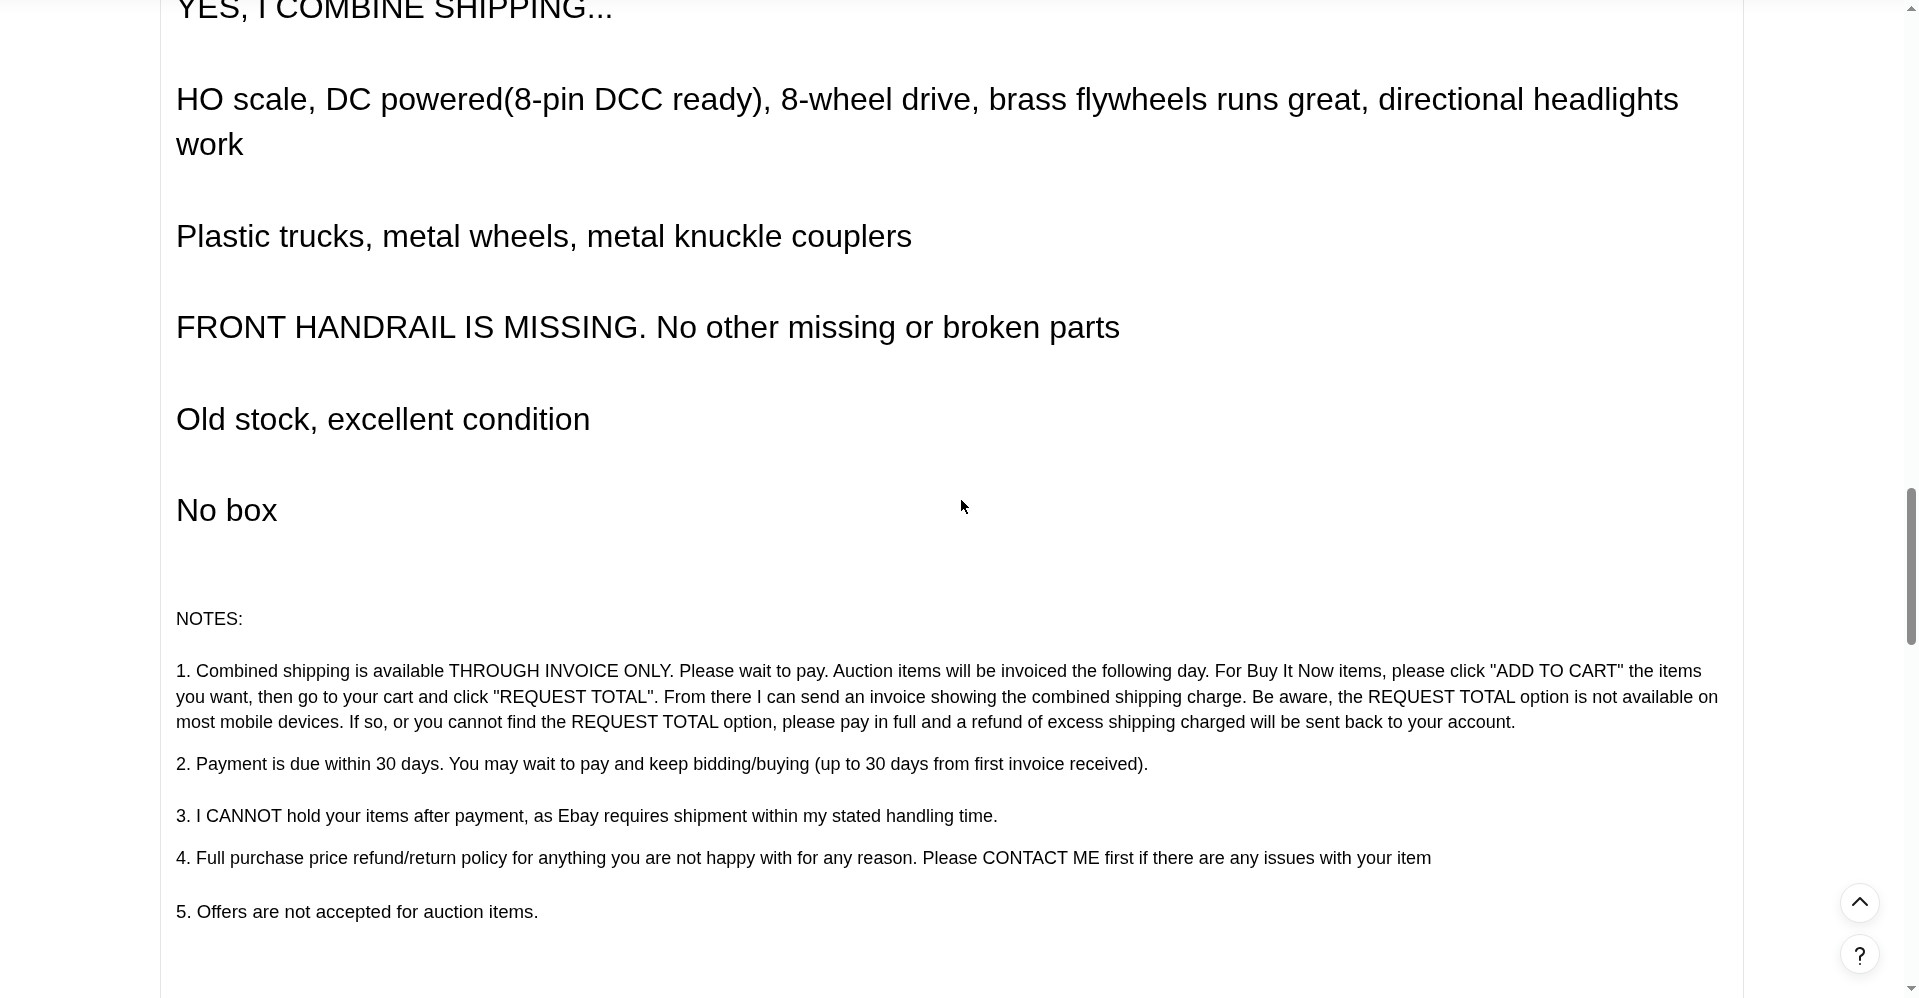 YES, I COMBINE SHIPPING...
HO scale, DC powered(8-pin DCC ready), 8-wheel drive, brass flywheels runs great, directional headlights
work
Plastic trucks, metal wheels, metal knuckle couplers
FRONT HANDRAIL IS MISSING. No other missing or broken parts
Old stock, excellent condition
No box
NOTES:
1. Combined shipping is available THROUGH INVOICE ONLY. Please wait to pay. Auction items will be invoiced the following day. For Buy It Now items, please click "ADD TO CART" the items
you want, then go to your cart and click "REQUEST TOTAL". From there I can send an invoice showing the combined shipping charge. Be aware, the REQUEST TOTAL option is not available on
most mobile devices. If so, or you cannot find the REQUEST TOTAL option, please pay in full and a refund of excess shipping charged will be sent back to your account.
2. Payment is due within 30 days. You may wait to pay and keep bidding/buying (up to 30 days from first invoice received).
3. I CANNOT hold your items after payment, as Ebay requires shipment within my stated handling time.
4. Full purchase price refund/return policy for anything you are not happy with for any reason. Please CONTACT ME first if there are any issues with your item
5. Offers are not accepted for auction items.
?